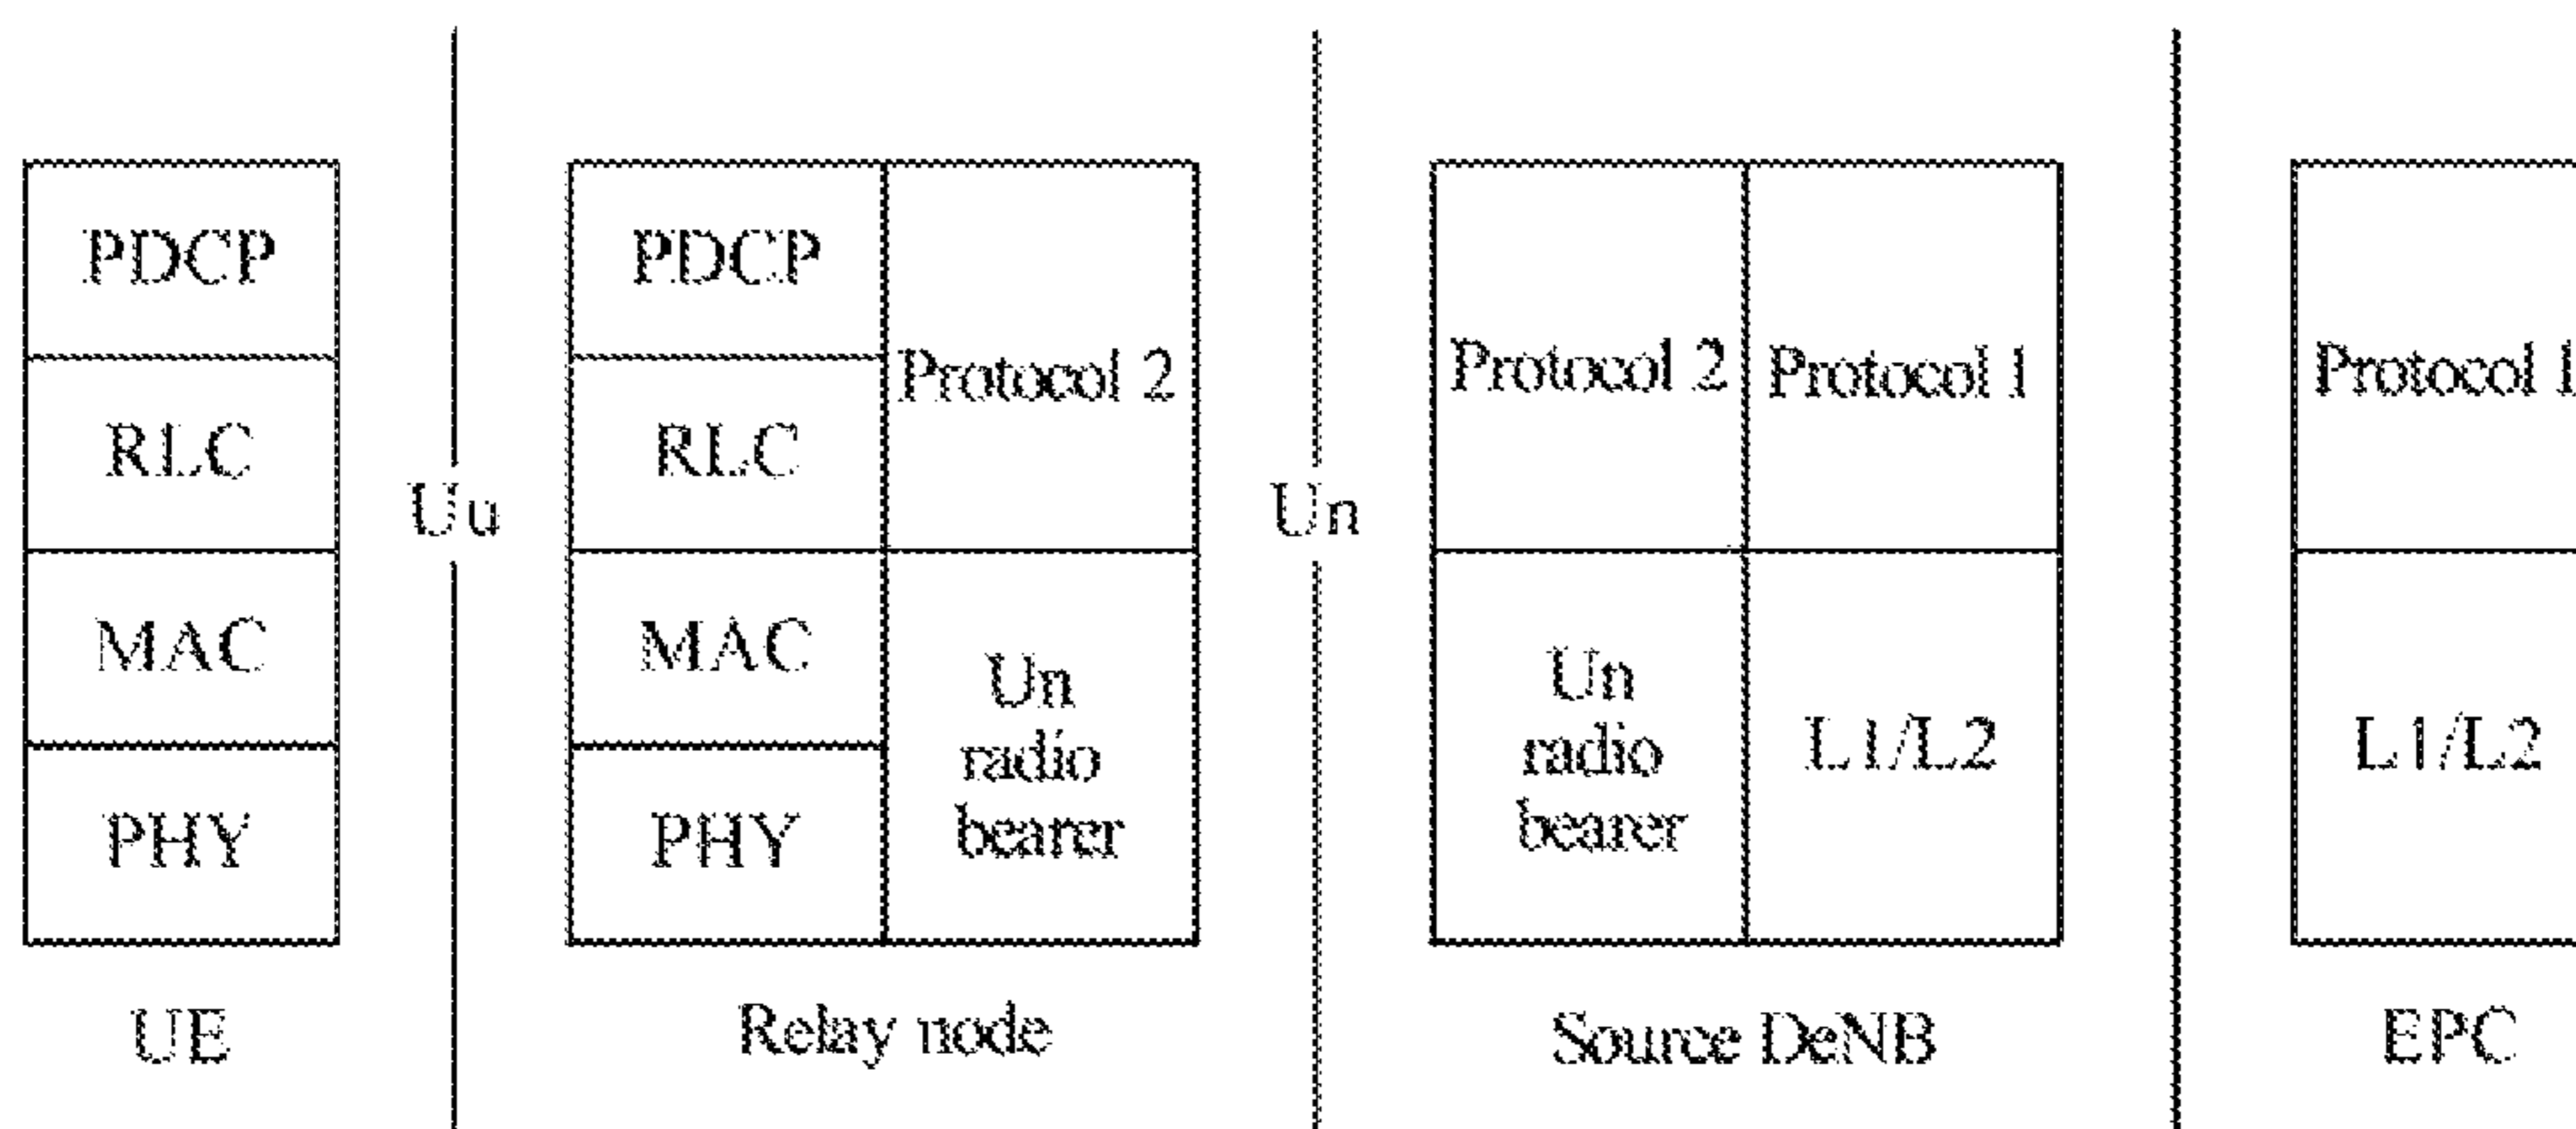 PDCP
RLC
MAC
PHY
UE
Uu
PDCP
RLC
MAC
PHY
Protocol 2
Un
radio
bearer
Relay node
Un
Protocol 2
Un
radio
bearer
Protocol 1
L1/L2
Source DeNB
Protocol 1
L1/L2
EPC